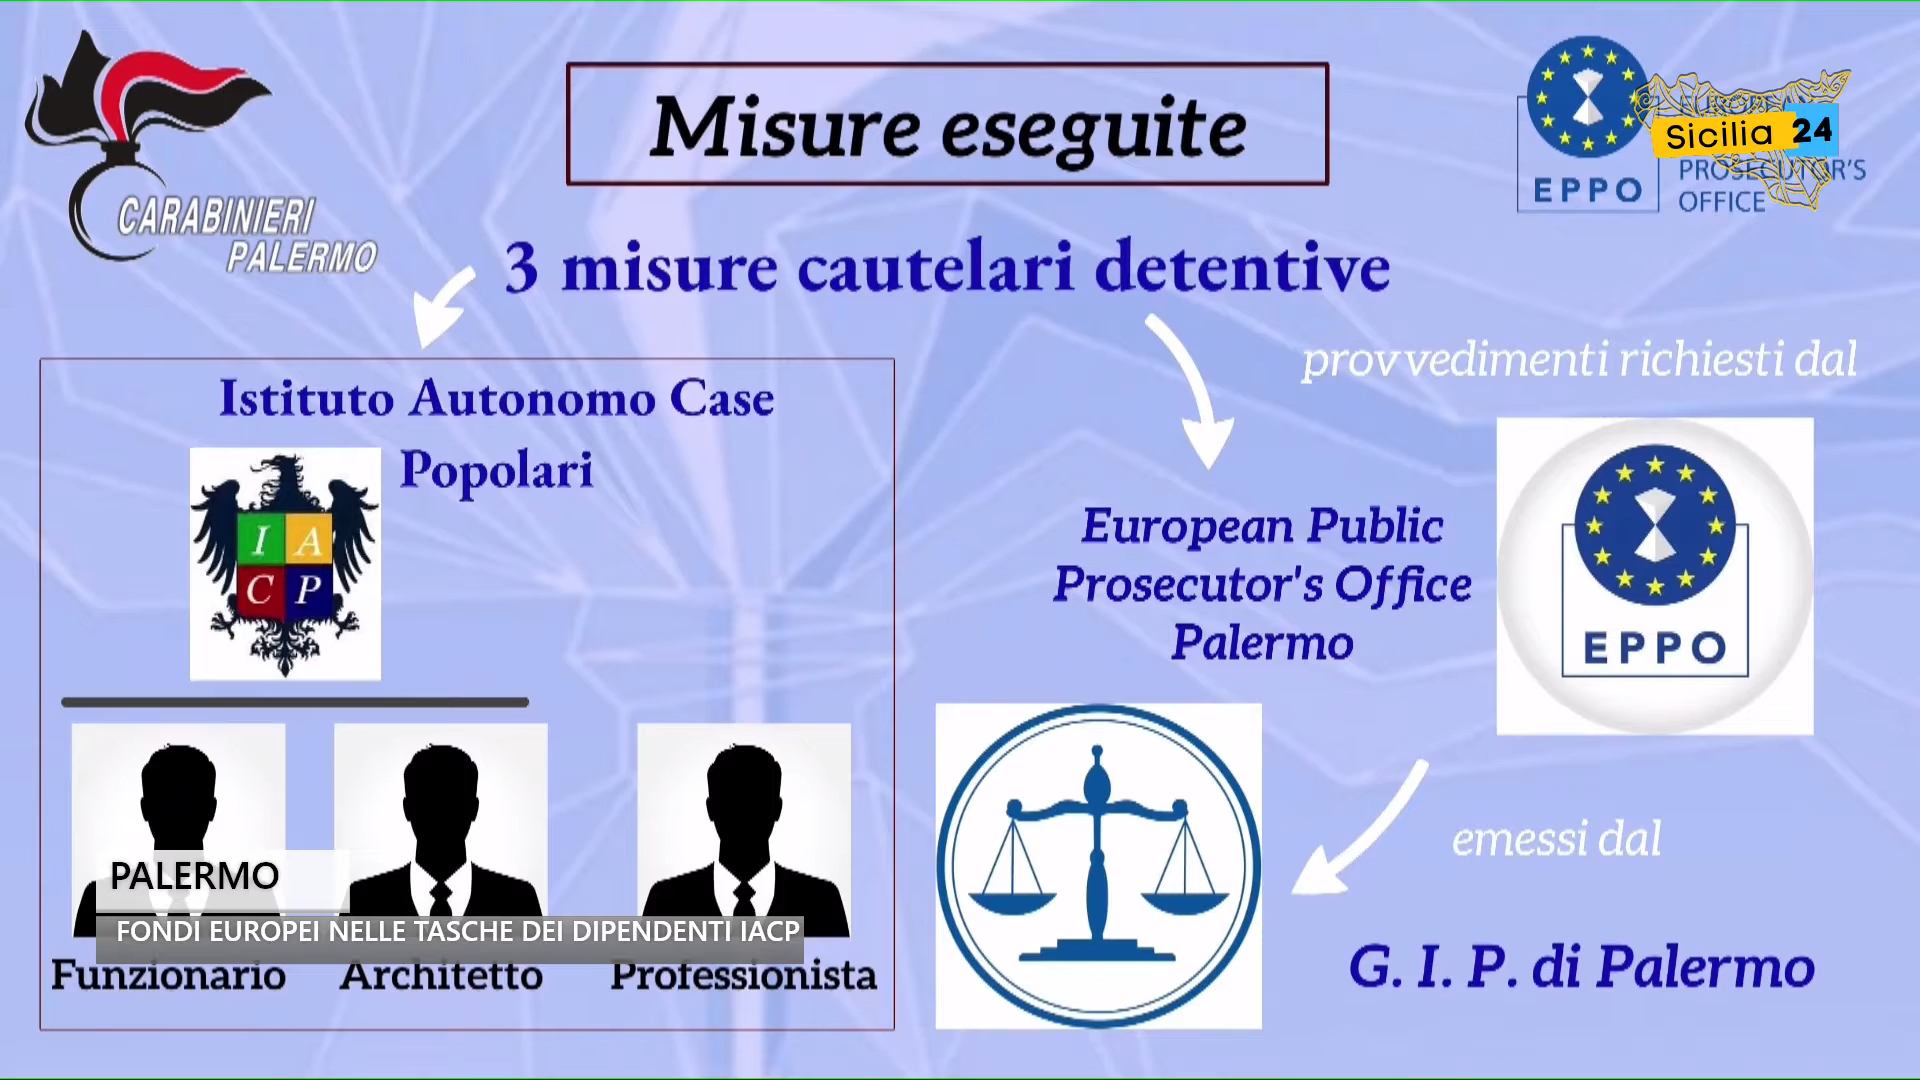 Misure eseguite
CARABINIERI
PALERMO
EPPO
PROSECUTOR'S
OFFICE
Sicilia 24
3 misure cautelari detentive
Istituto Autonomo Case
Popolari
I A
C P
provvedimenti richiesti dal
European Public
Prosecutor's Office
Palermo
EPPO
emessi dal
G. I. P. di Palermo
PALERMO
FONDI EUROPEI NELLE TASCHE DEI DIPENDENTI IACP
Funzionario
Architetto
Professionista